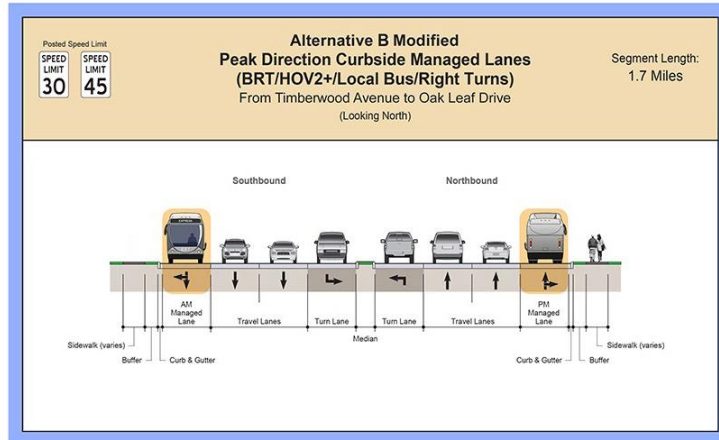 Posted Speed Limit
SPEED LIMIT 30
SPEED LIMIT 45
Alternative B Modified
Peak Direction Curbside Managed Lanes
(BRT/HOV2+/Local Bus/Right Turns)
From Timberwood Avenue to Oak Leaf Drive
(Looking North)
Segment Length:
1.7 Miles
Southbound
Northbound
AM
Managed
Lane
Travel Lanes
Turn Lane
Turn Lane
Travel Lanes
PM
Managed
Lane
Median
Sidewalk (varies)
Sidewalk (varies)
Buffer
Curb & Gutter
Curb & Gutter
Buffer